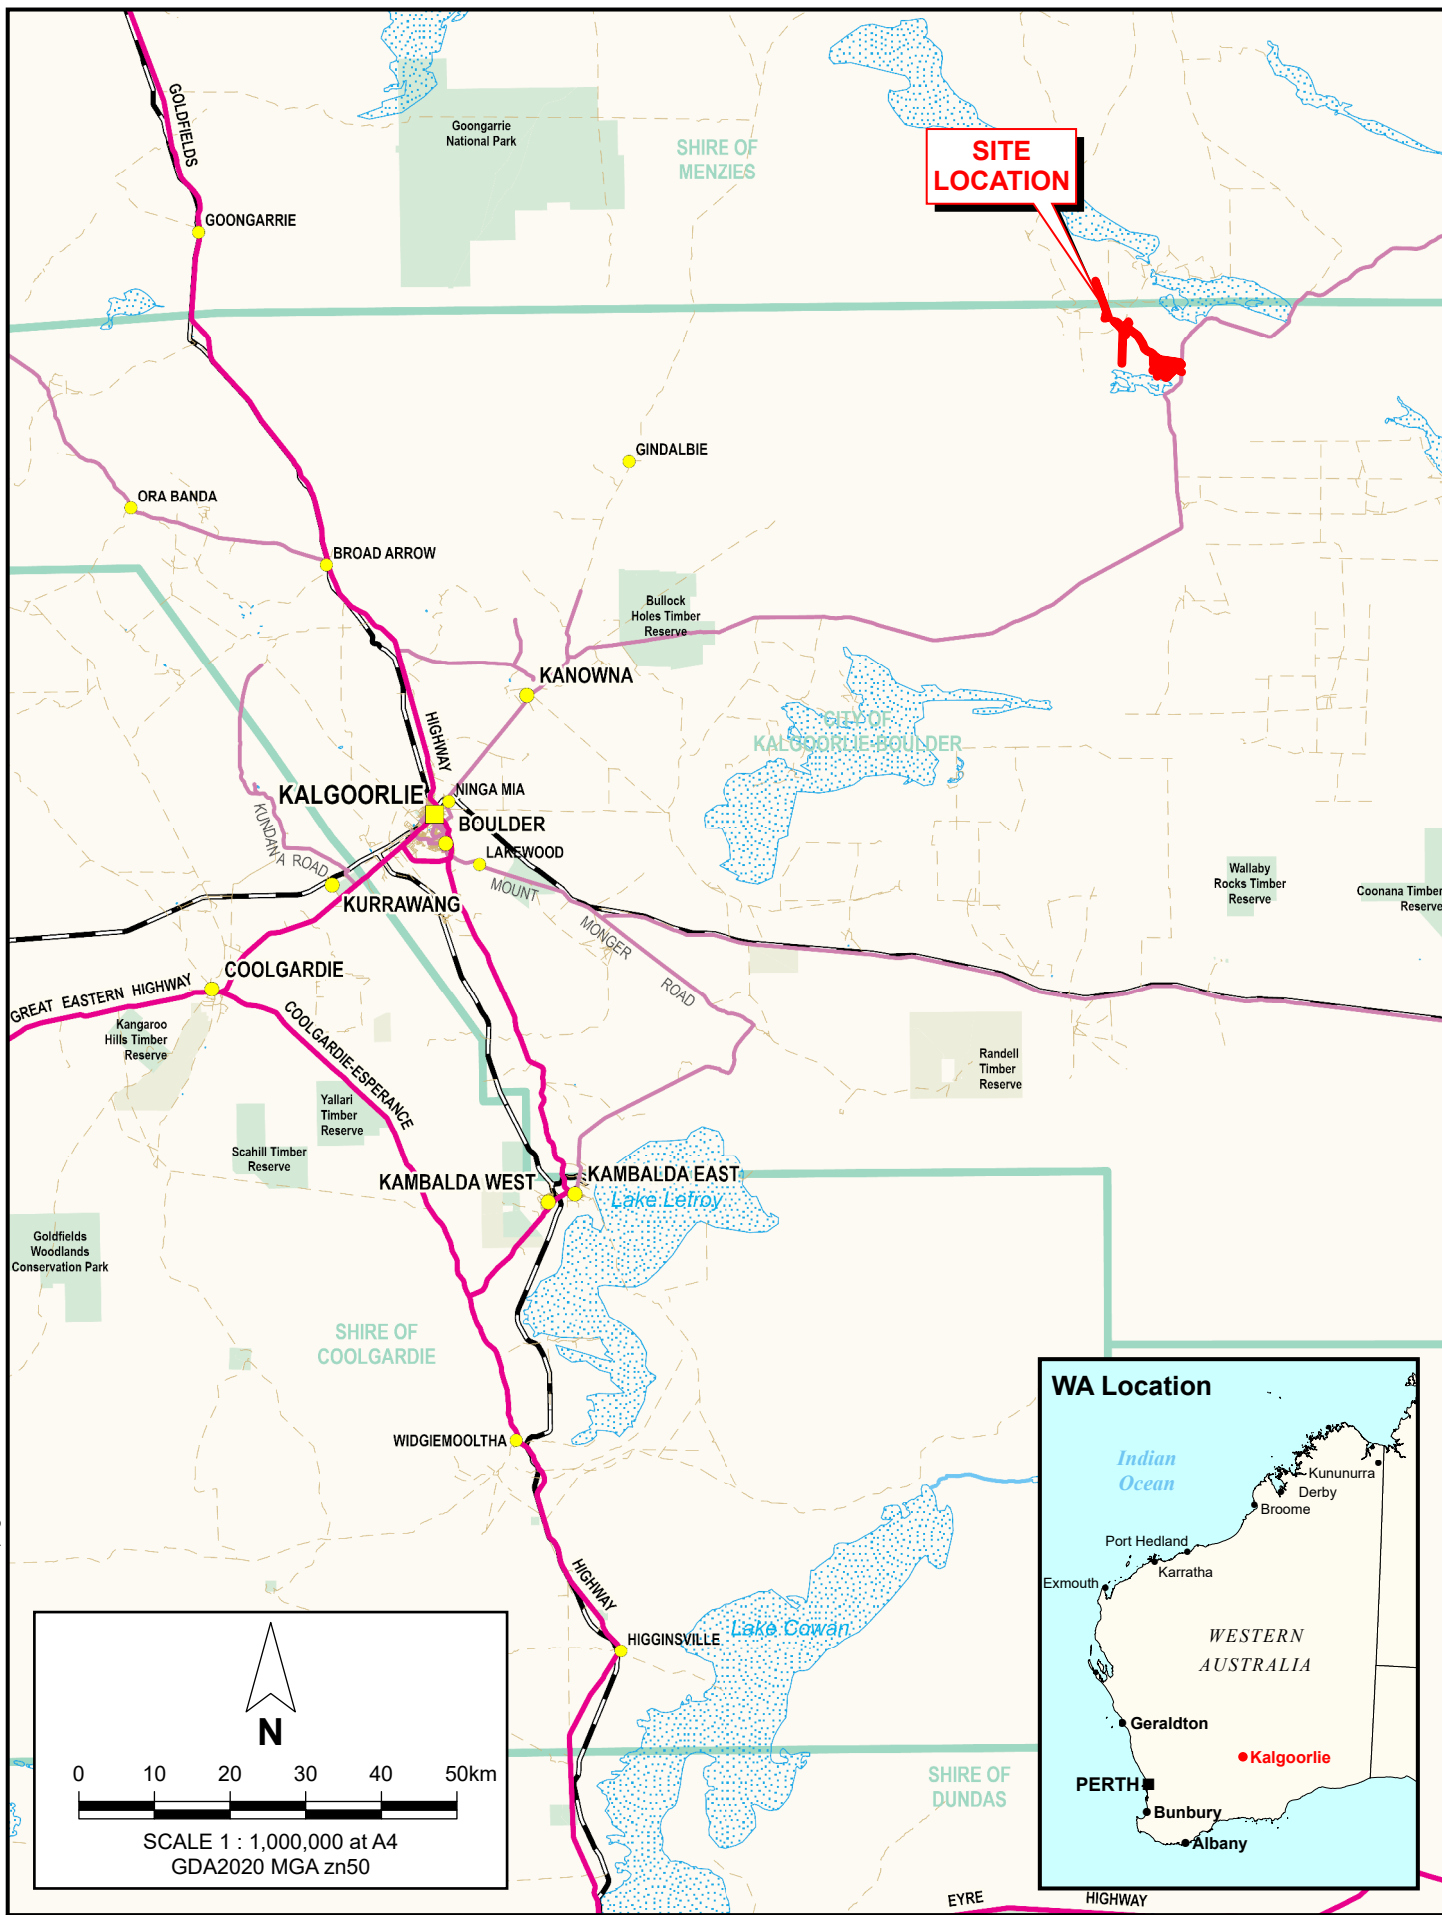 GOLDFIELDS
Goongarrie
National Park
SHIRE OF
MENZIES
SITE
LOCATION
GOONGARRIE
GINDALBIE
ORA BANDA
BROAD ARROW
Bullock
Holes Timber
Reserve
KANOWNA
HIGHWAY
CITY OF
KALGOORLIE-BOULDER
KALGOORLIE
NINGA MIA
BOULDER
LAKEWOOD
KUNDANA ROAD
MOUNT
MONGER
ROAD
KURRAWANG
Wallaby
Rocks Timber
Reserve
Coonana Timber
Reserve
COOLGARDIE
GREAT EASTERN HIGHWAY
COOLGARDIE-ESPERANCE
Kangaroo
Hills Timber
Reserve
Randell
Timber
Reserve
Yallari
Timber
Reserve
Scahill Timber
Reserve
KAMBALDA WEST
KAMBALDA EAST
Lake Lefroy
Goldfields
Woodlands
Conservation Park
SHIRE OF
COOLGARDIE
WIDGIEMOOLTHA
HIGHWAY
HIGGINSVILLE
Lake Cowan
SHIRE OF
DUNDAS
EYRE
HIGHWAY
N
0 10 20 30 40 50km
SCALE 1 : 1,000,000 at A4
GDA2020 MGA zn50
WA Location
Indian
Ocean
Kununurra
Derby
Broome
Port Hedland
Karratha
Exmouth
WESTERN
AUSTRALIA
Geraldton
Kalgoorlie
PERTH
Bunbury
Albany